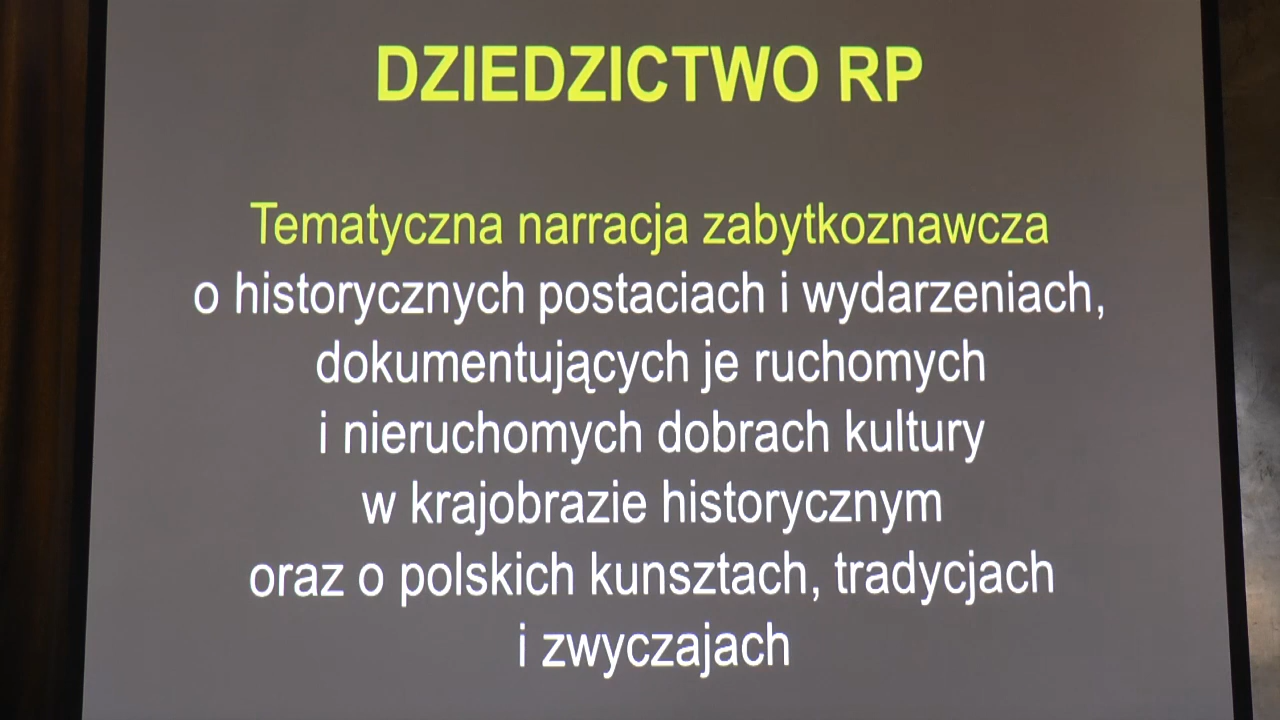 DZIEDZICTWO RP
Tematyczna narracja zabytkoznawcza
o historycznych postaciach i wydarzeniach,
dokumentujących je ruchomych
i nieruchomych dobrach kultury
w krajobrazie historycznym
oraz o polskich kunsztach, tradycjach
i zwyczajach